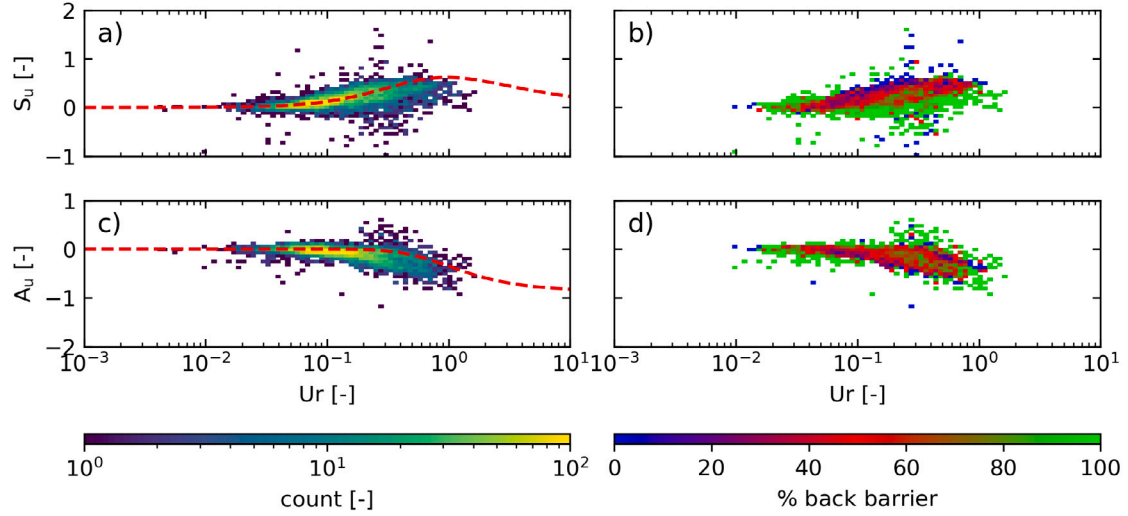 a)
b)
2
1
0
−1
S_u [-]
c)
d)
1
0
−1
−2
A_u [-]
10⁻³ 10⁻² 10⁻¹ 10⁰ 10¹
10⁻³ 10⁻² 10⁻¹ 10⁰ 10¹
Ur [-]
Ur [-]
10⁰ 10¹ 10²
count [-]
0 20 40 60 80 100
% back barrier